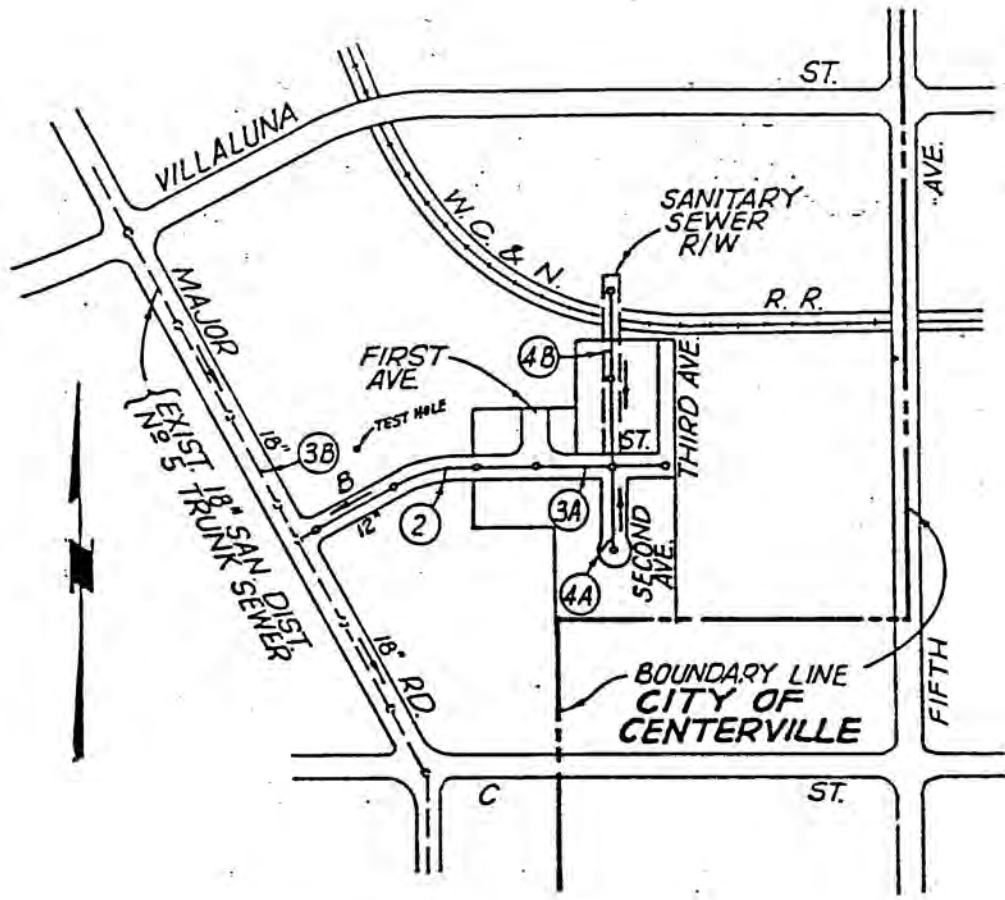 ST.
VILLALUNA
AVE.
SANITARY
SEWER
R/W
W.C. & N.
R. R.
MAJOR
FIRST
AVE.
4B
THIRD AVE.
TEST HOLE
{EXIST. 18" SAN. DIST.
Nº 5 TRUNK SEWER
18"
3B
ST.
B
12"
2
3A
SECOND
AVE.
4A
18"
RD.
BOUNDARY LINE
CITY OF
CENTERVILLE
FIFTH
C
ST.